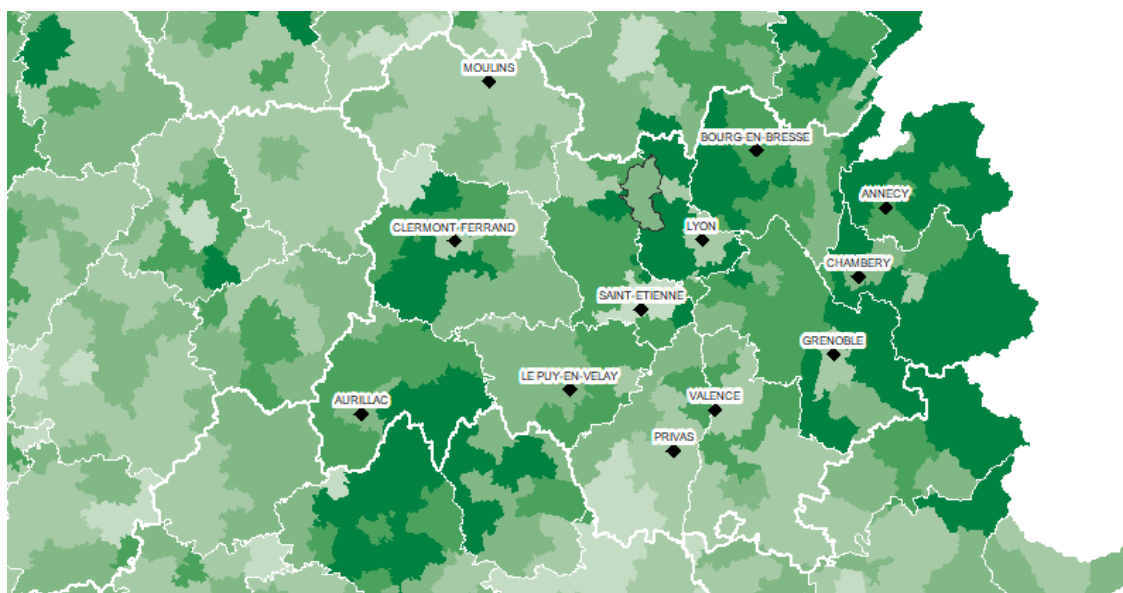 MOULINS
BOURG-EN-BRESSE
ANNECY
CLERMONT-FERRAND
LYON
CHAMBERY
SAINT-ETIENNE
GRENOBLE
LE PUY-EN-VELAY
AURILLAC
VALENCE
PRIVAS